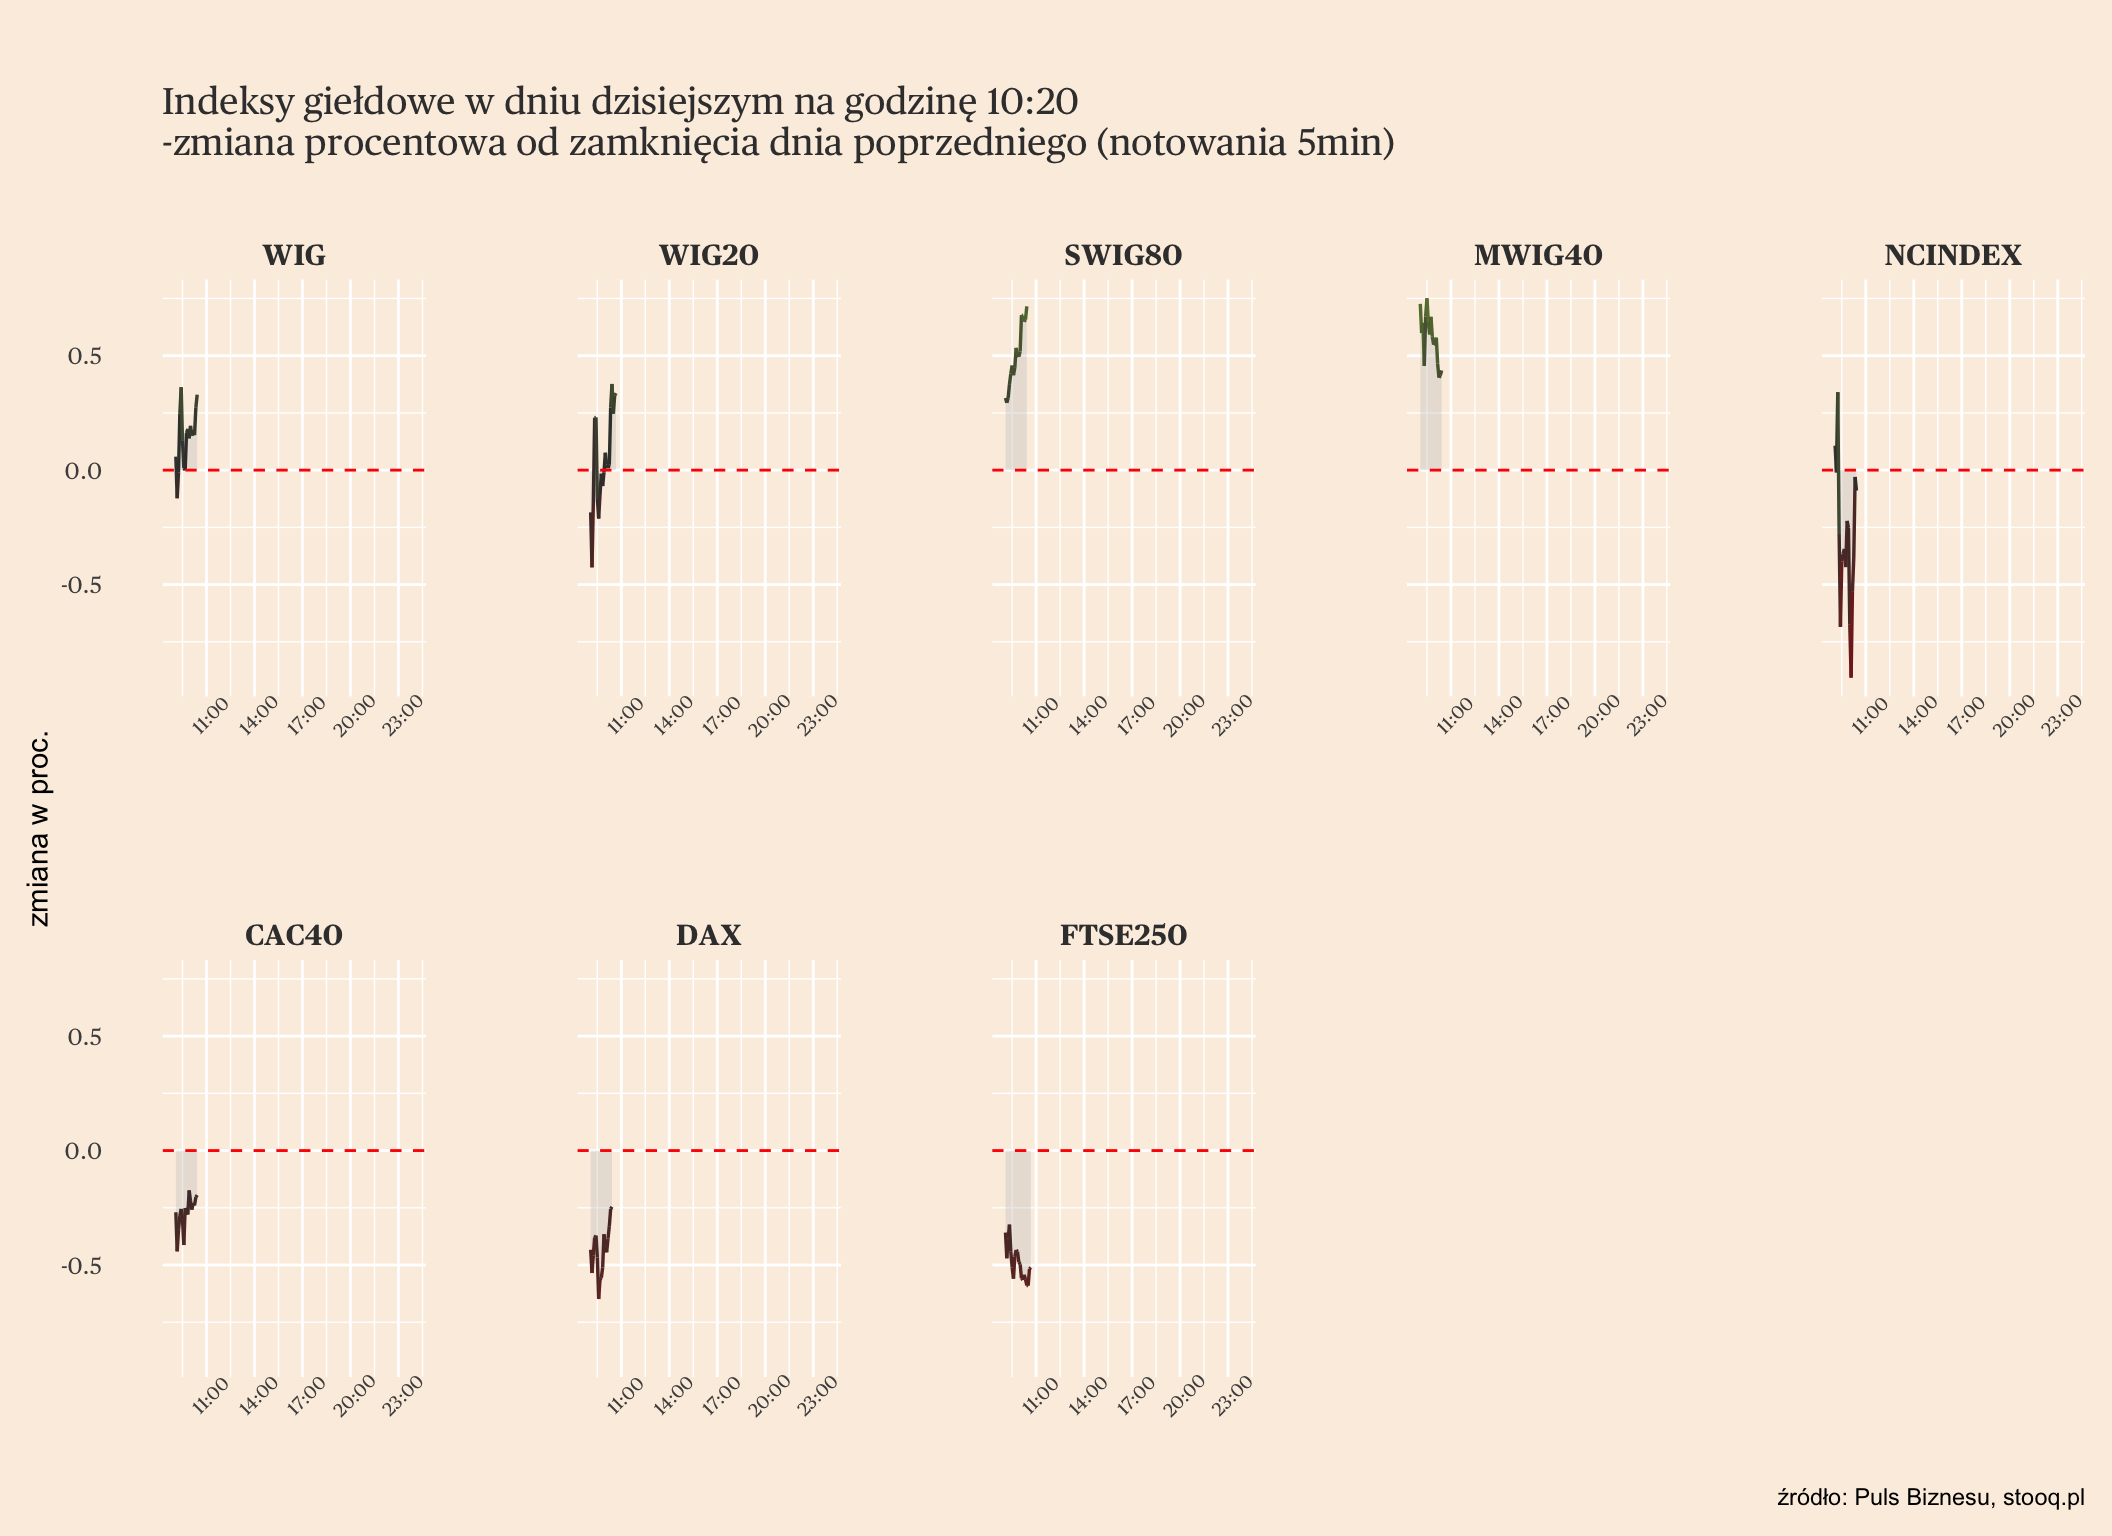 Indeksy giełdowe w dniu dzisiejszym na godzinę 10:20
-zmiana procentowa od zamknięcia dnia poprzedniego (notowania 5min)
WIG
WIG20
SWIG80
MWIG40
NCINDEX
0.5
0.0
-0.5
11:00 14:00 17:00 20:00 23:00
11:00 14:00 17:00 20:00 23:00
11:00 14:00 17:00 20:00 23:00
11:00 14:00 17:00 20:00 23:00
11:00 14:00 17:00 20:00 23:00
zmiana w proc.
CAC40
DAX
FTSE250
0.5
0.0
-0.5
11:00 14:00 17:00 20:00 23:00
11:00 14:00 17:00 20:00 23:00
11:00 14:00 17:00 20:00 23:00
źródło: Puls Biznesu, stooq.pl